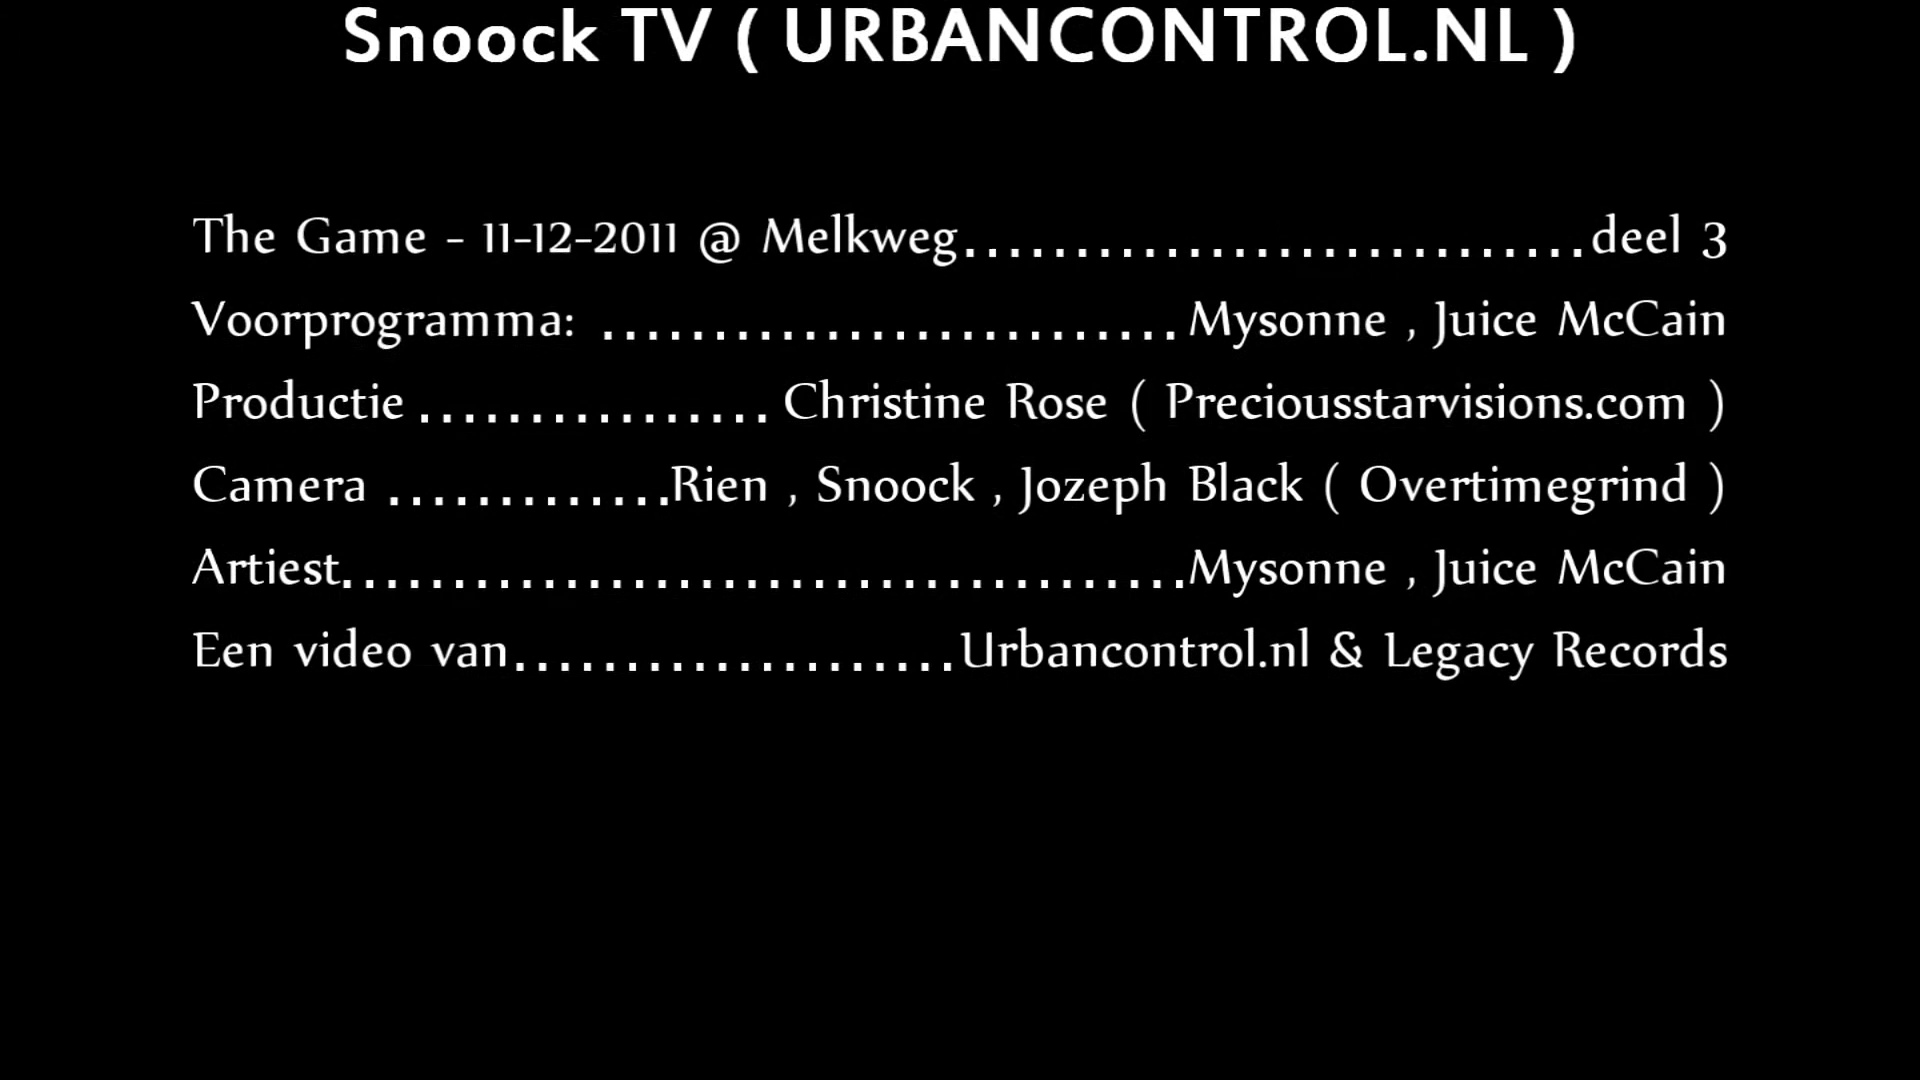 Snoock TV ( URBANCONTROL.NL )
The Game - 11-12-2011 @ Melkweg............................deel 3
Voorprogramma: ..........................Mysonne , Juice McCain
Productie ................ Christine Rose ( Preciousstarvisions.com )
Camera .............Rien , Snoock , Jozeph Black ( Overtimegrind )
Artiest......................................Mysonne , Juice McCain
Een video van....................Urbancontrol.nl & Legacy Records